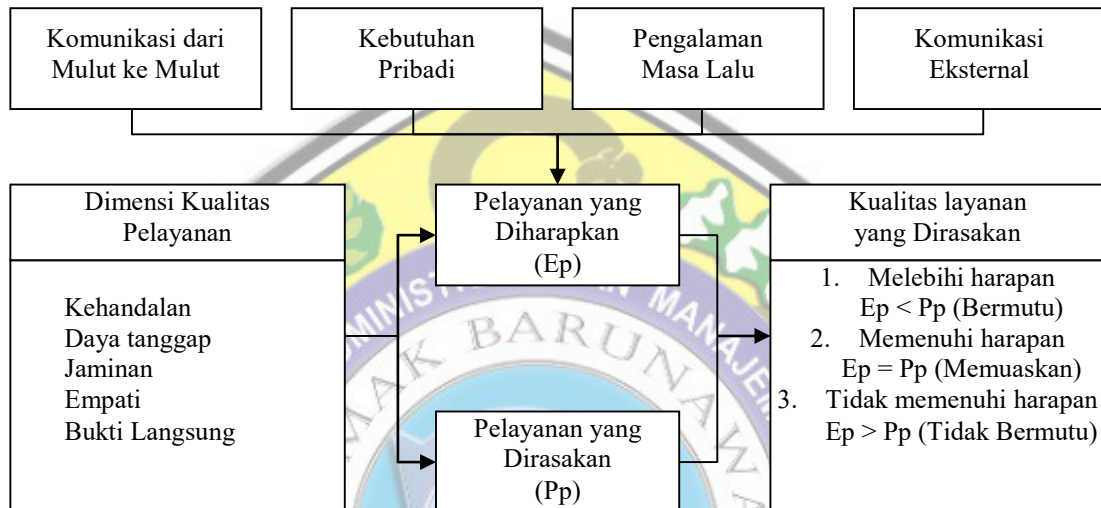 Komunikasi dari
Mulut ke Mulut
Kebutuhan
Pribadi
Pengalaman
Masa Lalu
Komunikasi
Eksternal
Dimensi Kualitas
Pelayanan
Kehandalan
Daya tanggap
Jaminan
Empati
Bukti Langsung
Pelayanan yang
Diharapkan
(Ep)
Pelayanan yang
Dirasakan
(Pp)
Kualitas layanan
yang Dirasakan
1. Melebihi harapan
Ep < Pp (Bermutu)
2. Memenuhi harapan
Ep = Pp (Memuaskan)
3. Tidak memenuhi harapan
Ep > Pp (Tidak Bermutu)
BARUNAW